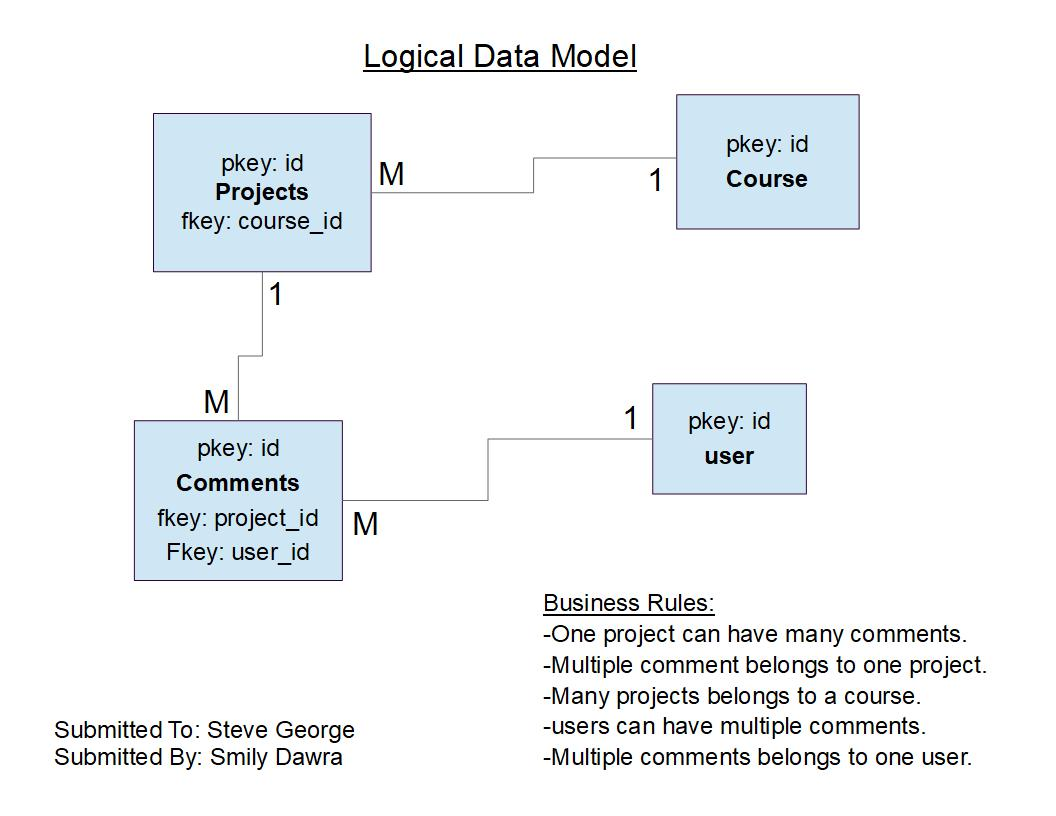 Logical Data Model
pkey: id
Projects
fkey: course_id
M
1
pkey: id
Course
1
M
pkey: id
Comments
fkey: project_id
Fkey: user_id
M
1
pkey: id
user
Business Rules:
-One project can have many comments.
-Multiple comment belongs to one project.
-Many projects belongs to a course.
-users can have multiple comments.
-Multiple comments belongs to one user.
Submitted To: Steve George
Submitted By: Smily Dawra